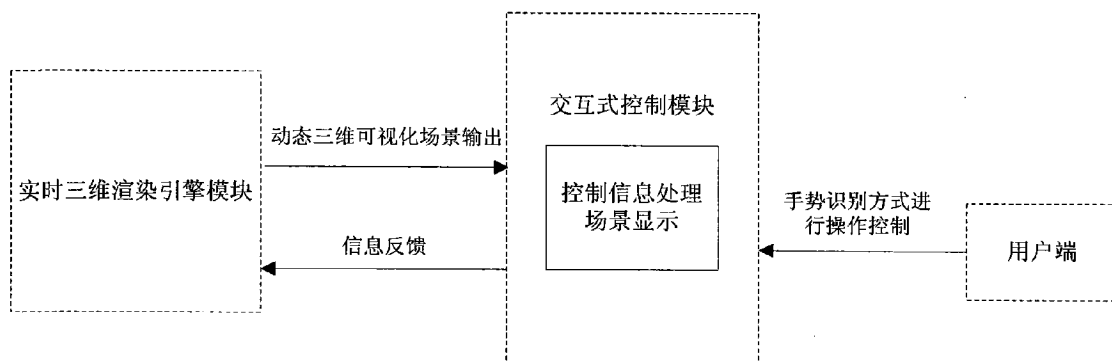 实时三维渲染引擎模块
动态三维可视化场景输出
信息反馈
交互式控制模块
控制信息处理
场景显示
手势识别方式进
行操作控制
用户端